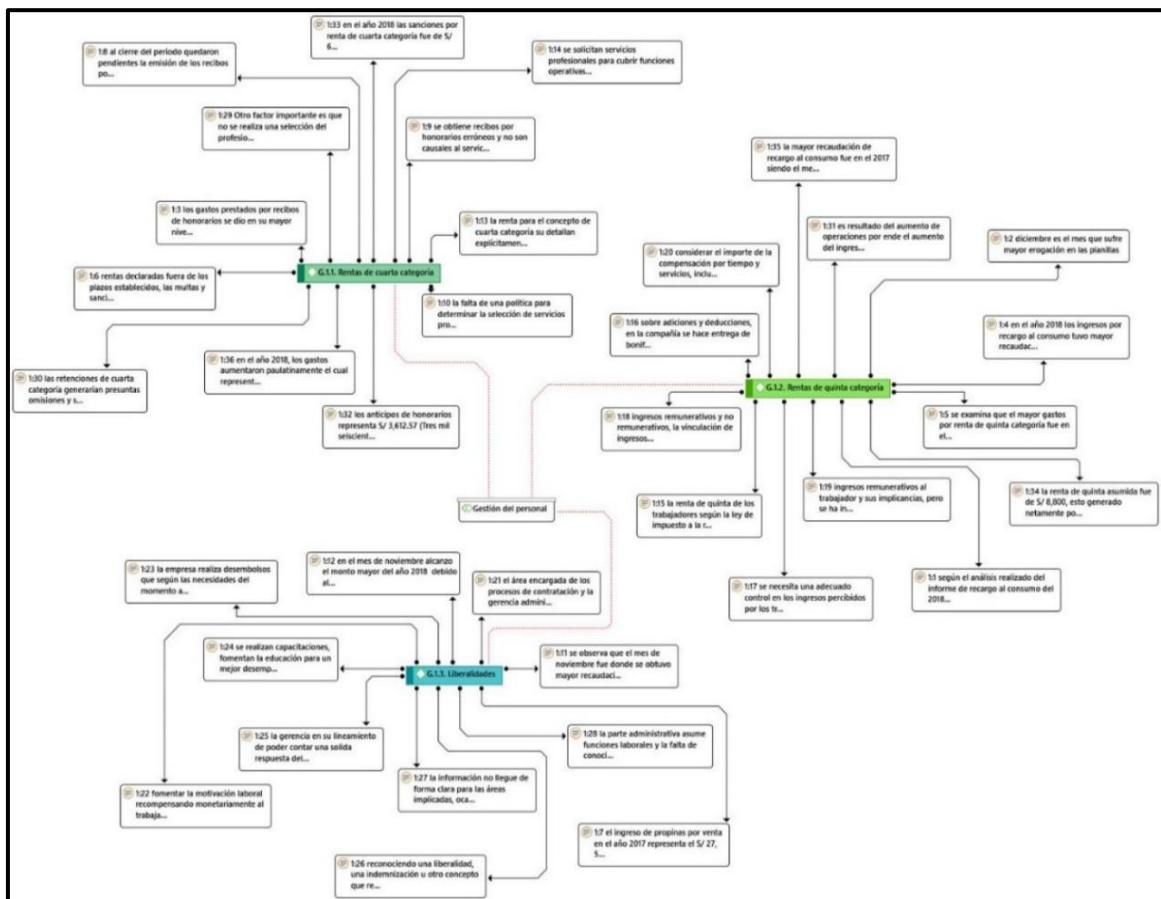 1:33 en el año 2018 las sanciones por
renta de cuarta categoría fue de S/
6...
1:8 al cierre del periodo quedaron
pendientes la emisión de los recibos
po...
1:14 se solicitan servicios
profesionales para cubrir funciones
operativas...
1:29 Otro factor importante es que
no se realiza una selección del
profesio...
1:9 se obtiene recibos por
honorarios erróneos y no son
causales al servic...
1:3 los gastos prestados por recibos
de honorarios se dio en su mayor
nive...
1:13 la renta para el concepto de
cuarta categoría su detallan
explicitamen...
1:6 rentas declaradas fuera de los
plazos establecidos, las multas y
sanci...
G.1.1. Rentas de cuarta categoría
1:10 la falta de una política para
determinar la selección de servicios
pro...
1:30 las retenciones de cuarta
categoría generarían presuntas
omisiones y s...
1:36 en el año 2018, los gastos
aumentaron paulatinamente el cual
represent...
1:32 los anticipos de honorarios
representa S/ 3,612.57 (Tres mil
seiscient...
1:35 la mayor recaudación de
recargo al consumo fue en el 2017
siendo el me...
1:31 es resultado del aumento de
operaciones por ende el aumento
del ingres...
1:2 diciembre es el mes que sufre
mayor erogación en las planillas
1:20 considerar el importe de la
compensación por tiempo y
servicios, inclu...
1:16 sobre adiciones y deducciones,
en la compañía se hace entrega de
bonif...
1:4 en el año 2018 los ingresos por
recargo al consumo tuvo mayor
recaudac...
G.1.2. Rentas de quinta categoría
1:18 ingresos remunerativos y no
remunerativos, la vinculación de
ingresos...
1:5 se examina que el mayor gastos
por renta de quinta categoría fue en
el...
1:15 la renta de quinta de los
trabajadores según la ley de
impuesto a la r...
1:19 ingresos remunerativos al
trabajador y sus implicancias, pero
se ha in...
1:34 la renta de quinta asumida fue
de S/ 8,800, esto generado
netamente po...
1:17 se necesita una adecuado
control en los ingresos percibidos
por los tr...
1:1 según el análisis realizado del
informe de recargo al consumo del
2018...
Gestión del personal
1:23 la empresa realiza desembolsos
que según las necesidades del
momento a...
1:12 en el mes de noviembre alcanzo
el monto mayor del año 2018 debido
al...
1:21 el área encargada de los
procesos de contratación y la
gerencia admini...
1:24 se realizan capacitaciones,
fomentan la educación para un
mejor desemp...
1:11 se observa que el mes de
noviembre fue donde se obtuvo
mayor recaudaci...
G.1.3. Liberalidades
1:25 la gerencia en su lineamiento
de poder contar una solida
respuesta del...
1:28 la parte administrativa asume
funciones laborales y la falta de
conoci...
1:22 fomentar la motivación laboral
recompensando monetariamente al
trabaja...
1:27 la información no llegue de
forma clara para las áreas
implicadas, oca...
1:7 el ingreso de propinas por venta
en el año 2017 representa el S/ 27,
5...
1:26 reconociendo una liberalidad,
una indemnización u otro concepto
que re...